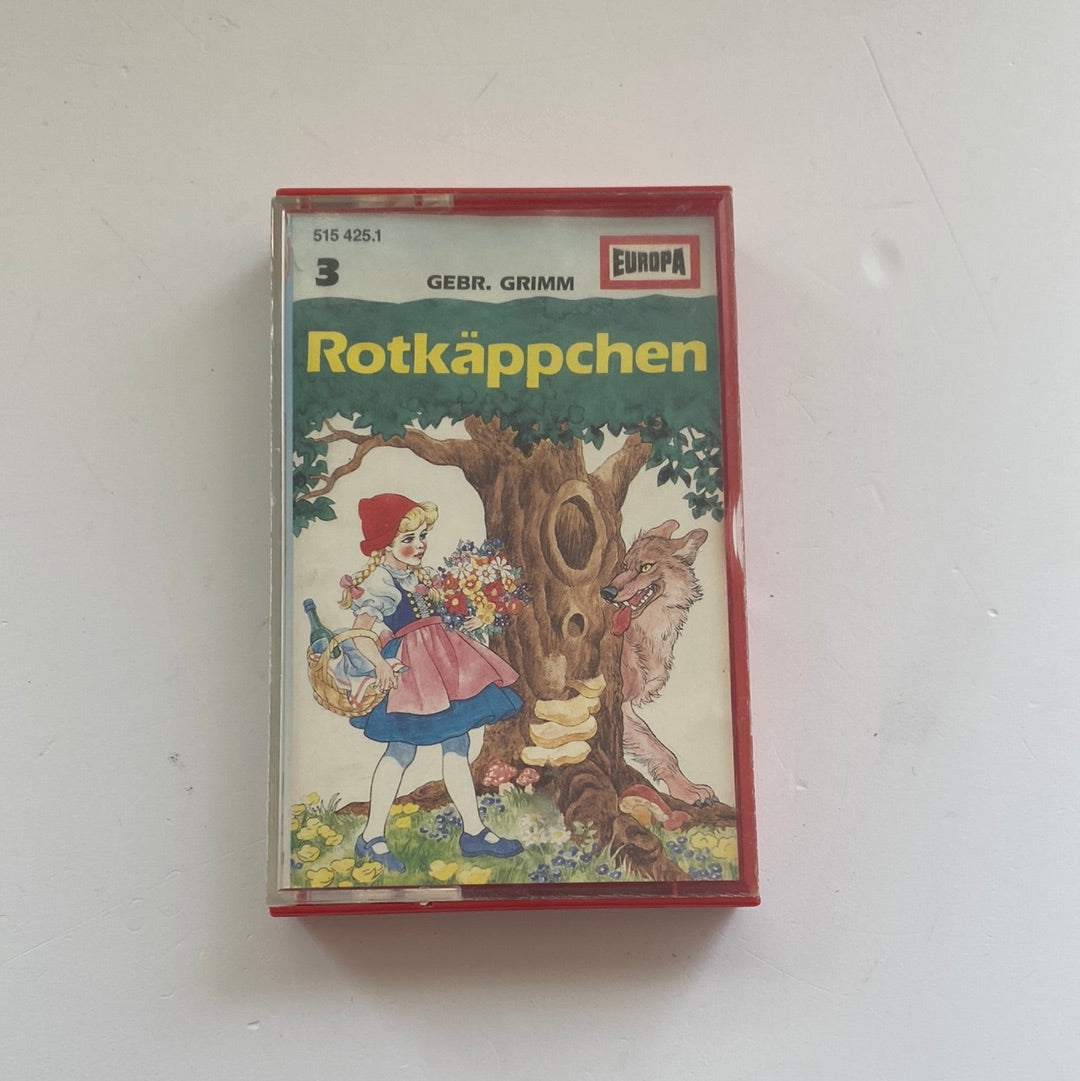 515 425.1
3
EUROPA
GEBR. GRIMM
Rotkäppchen